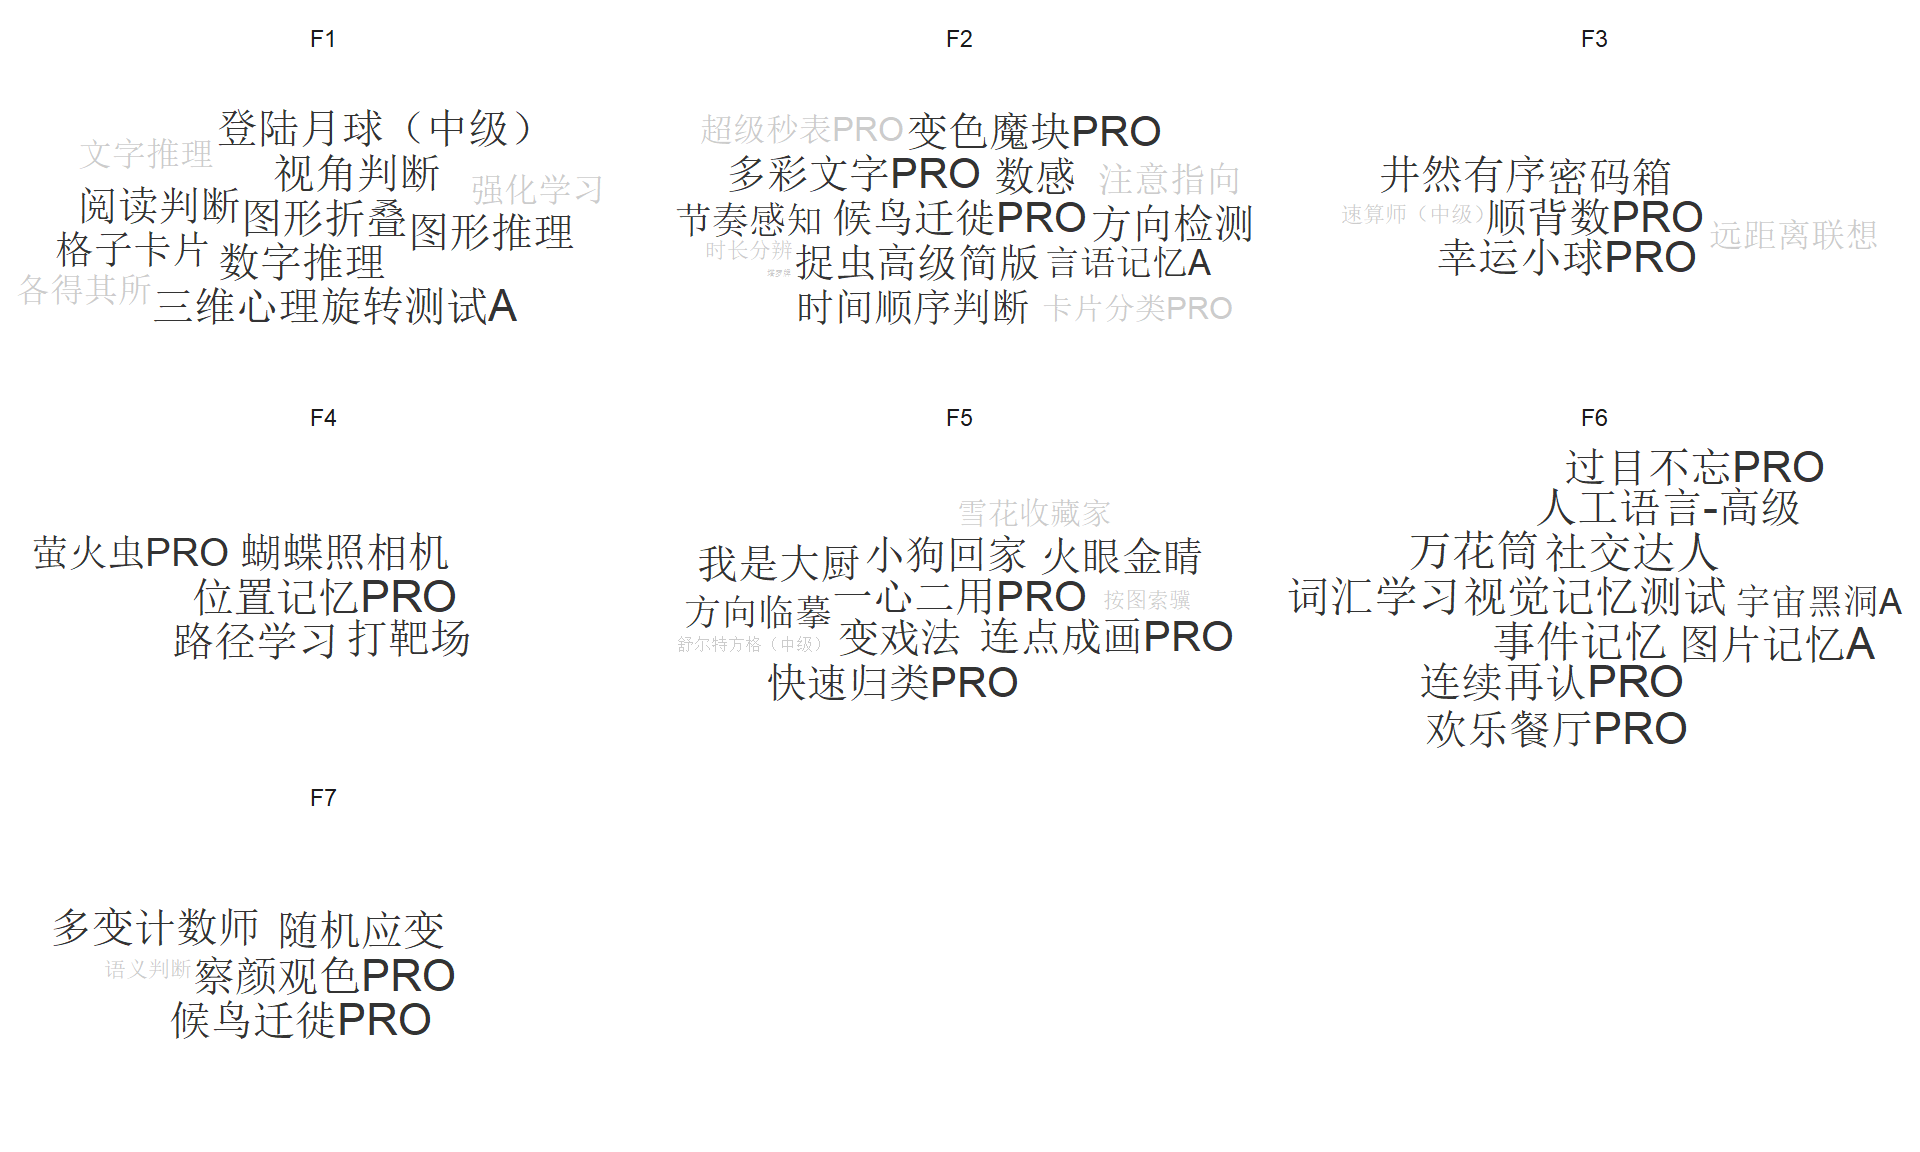 F1
登陆月球（中级）
文字推理
视角判断
强化学习
阅读判断 图形折叠 图形推理
格子卡片 数字推理
各得其所
三维心理旋转测试A
F2
超级秒表PRO 变色魔块PRO
多彩文字PRO 数感 注意指向
节奏感知 候鸟迁徙PRO 方向检测
时长分辨 捉虫高级简版 言语记忆A
时间顺序判断 卡片分类PRO
F3
井然有序 密码箱
速算师（中级） 顺背数PRO 远距离联想
幸运小球PRO
F4
萤火虫PRO 蝴蝶照相机
位置记忆PRO
路径学习 打靶场
F5
雪花收藏家
我是大厨 小狗回家 火眼金睛
方向临摹 一心二用PRO 按图索骥
舒尔特方格（中级） 变戏法 连点成画PRO
快速归类PRO
F6
过目不忘PRO
人工语言-高级
万花筒 社交达人
词汇学习 视觉记忆测试 宇宙黑洞A
事件记忆 图片记忆A
连续再认PRO
欢乐餐厅PRO
F7
多变计数师 随机应变
语义判断 察颜观色PRO
候鸟迁徙PRO